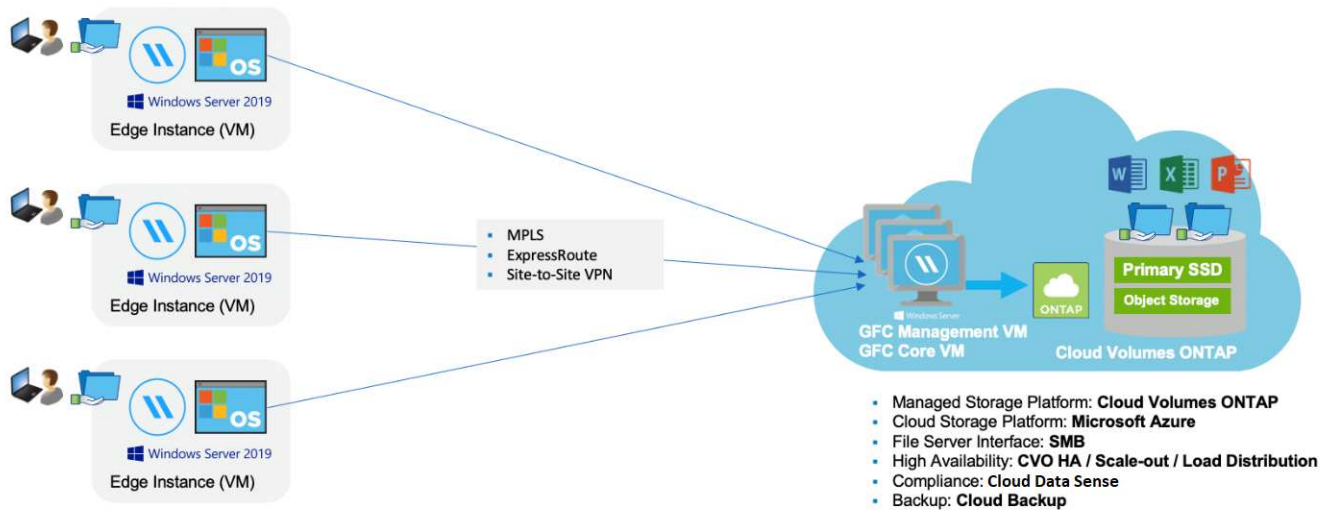 OS
Windows Server 2019
Edge Instance (VM)
OS
Windows Server 2019
Edge Instance (VM)
OS
Windows Server 2019
Edge Instance (VM)
▪ MPLS
▪ ExpressRoute
▪ Site-to-Site VPN
W X P
Primary SSD
Object Storage
ONTAP
Windows Server
GFC Management VM
GFC Core VM
Cloud Volumes ONTAP
▪ Managed Storage Platform: Cloud Volumes ONTAP
▪ Cloud Storage Platform: Microsoft Azure
▪ File Server Interface: SMB
▪ High Availability: CVO HA / Scale-out / Load Distribution
▪ Compliance: Cloud Data Sense
▪ Backup: Cloud Backup